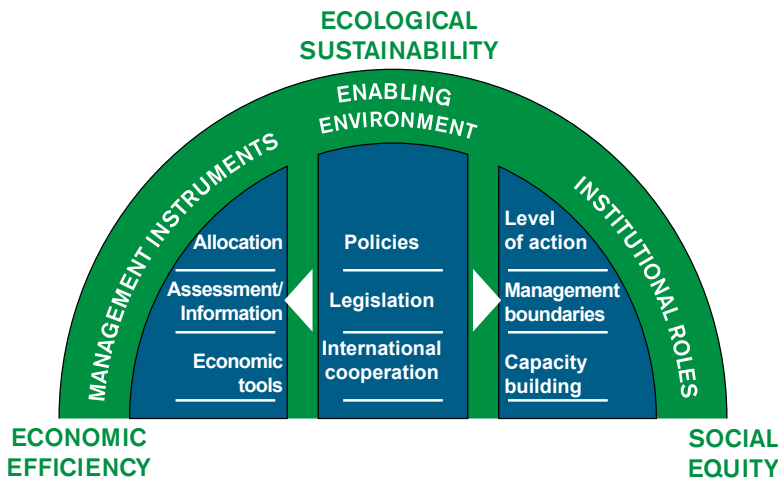 ECOLOGICAL
SUSTAINABILITY
ENABLING
ENVIRONMENT
MANAGEMENT INSTRUMENTS
INSTITUTIONAL ROLES
Allocation
Assessment/
Information
Economic
tools
Policies
Legislation
International
cooperation
Level
of action
Management
boundaries
Capacity
building
ECONOMIC
EFFICIENCY
SOCIAL
EQUITY